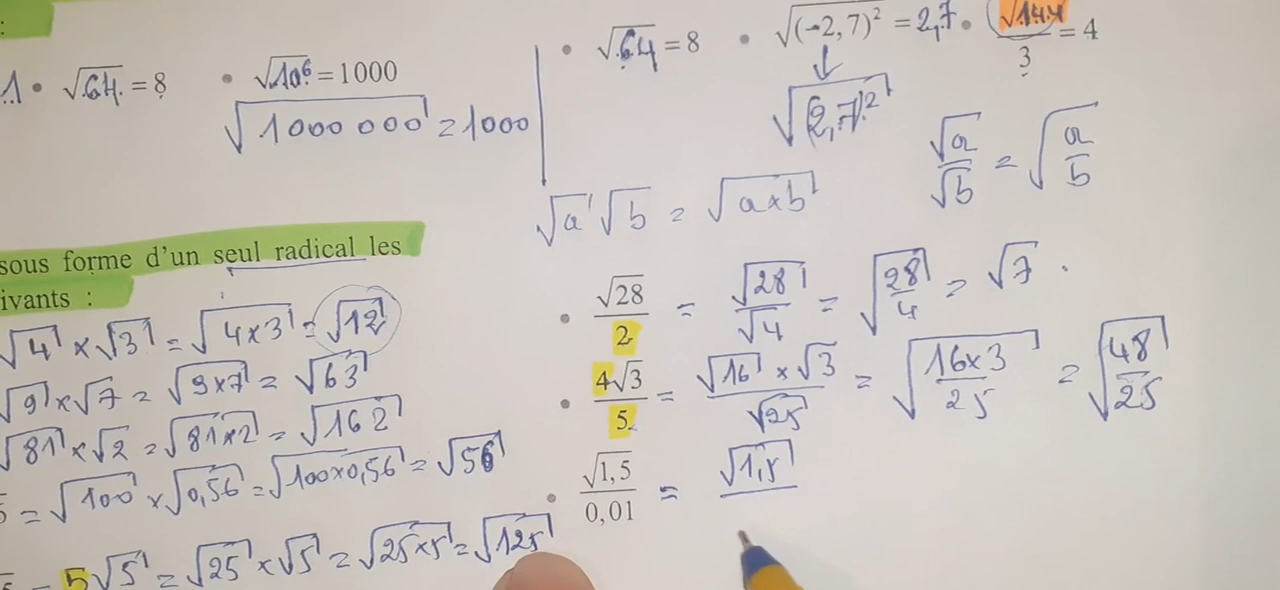 :
1 • √64 = 8 • √10⁶ = 1000
√1000 000 = 1000
• √64 = 8 • √(-2,7)² = 2,7 • √144 / 3 = 4
↓
√(2,7)²
√a √b = √a×b
√a / √b = √(a/b)
sous forme d'un seul radical les
ivants :
√4 × √3 = √4×3 = √12
√9 × √7 = √9×7 = √63
√81 × √2 = √81×2 = √162
= √100 × √0,56 = √100×0,56 = √56
5√5 = √25 × √5 = √25×5 = √125
• √28 / 2 = √28 / √4 = √(28/4) = √7 .
• 4√3 / 5 = √16 × √3 / √25 = √(16×3 / 25) = √(48/25)
• √1,5 / 0,01 = √1,5